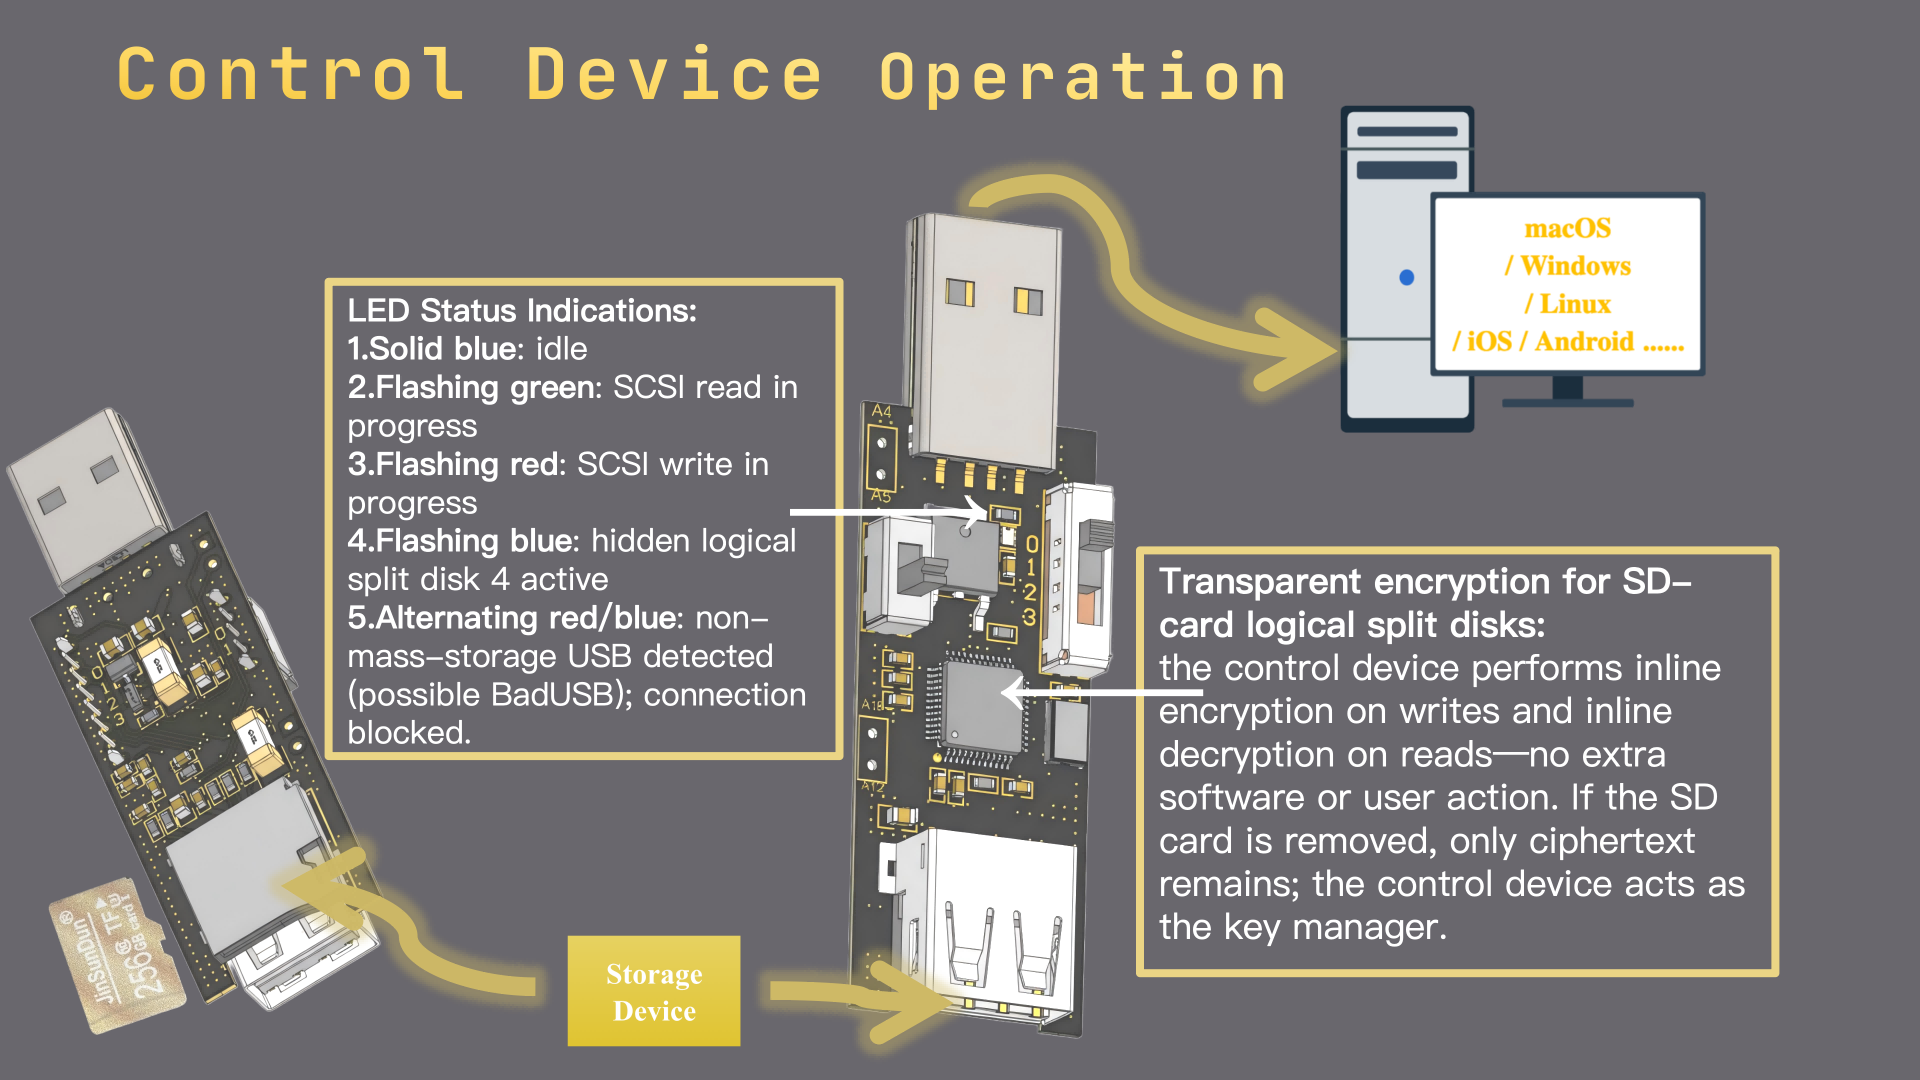 Control Device Operation
macOS
/ Windows
/ Linux
/ iOS / Android ......
LED Status Indications:
1.Solid blue: idle
2.Flashing green: SCSI read in
progress
3.Flashing red: SCSI write in
progress
4.Flashing blue: hidden logical
split disk 4 active
5.Alternating red/blue: non-
mass-storage USB detected
(possible BadUSB); connection
blocked.
A4
A5
0
1
2
3
A12
Transparent encryption for SD-
card logical split disks:
the control device performs inline
encryption on writes and inline
decryption on reads—no extra
software or user action. If the SD
card is removed, only ciphertext
remains; the control device acts as
the key manager.
0
1
2
3
0
1
JinSunDun®
256GB
TF
Card
Storage
Device